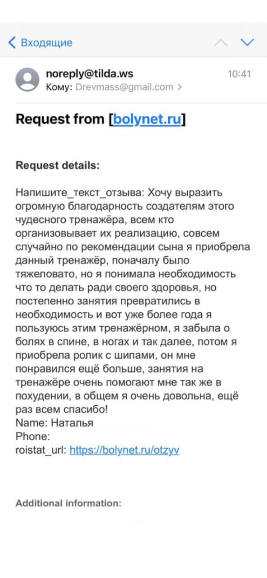 Входящие
noreply@tilda.ws 10:41
Кому: Drevmass@gmail.com >
Request from [bolynet.ru]
Request details:
Напишите_текст_отзыва: Хочу выразить
огромную благодарность создателям этого
чудесного тренажёра, всем кто
организовывает их реализацию, совсем
случайно по рекомендации сына я приобрела
данный тренажёр, поначалу было
тяжеловато, но я понимала необходимость
что то делать ради своего здоровья, но
постепенно занятия превратились в
необходимость и вот уже более года я
пользуюсь этим тренажёрном, я забыла о
болях в спине, в ногах и так далее, потом я
приобрела ролик с шипами, он мне
понравился ещё больше, занятия на
тренажёре очень помогают мне так же в
похудении, в общем я очень довольна, ещё
раз всем спасибо!
Name: Наталья
Phone:
roistat_url: https://bolynet.ru/otzyv
Additional information: